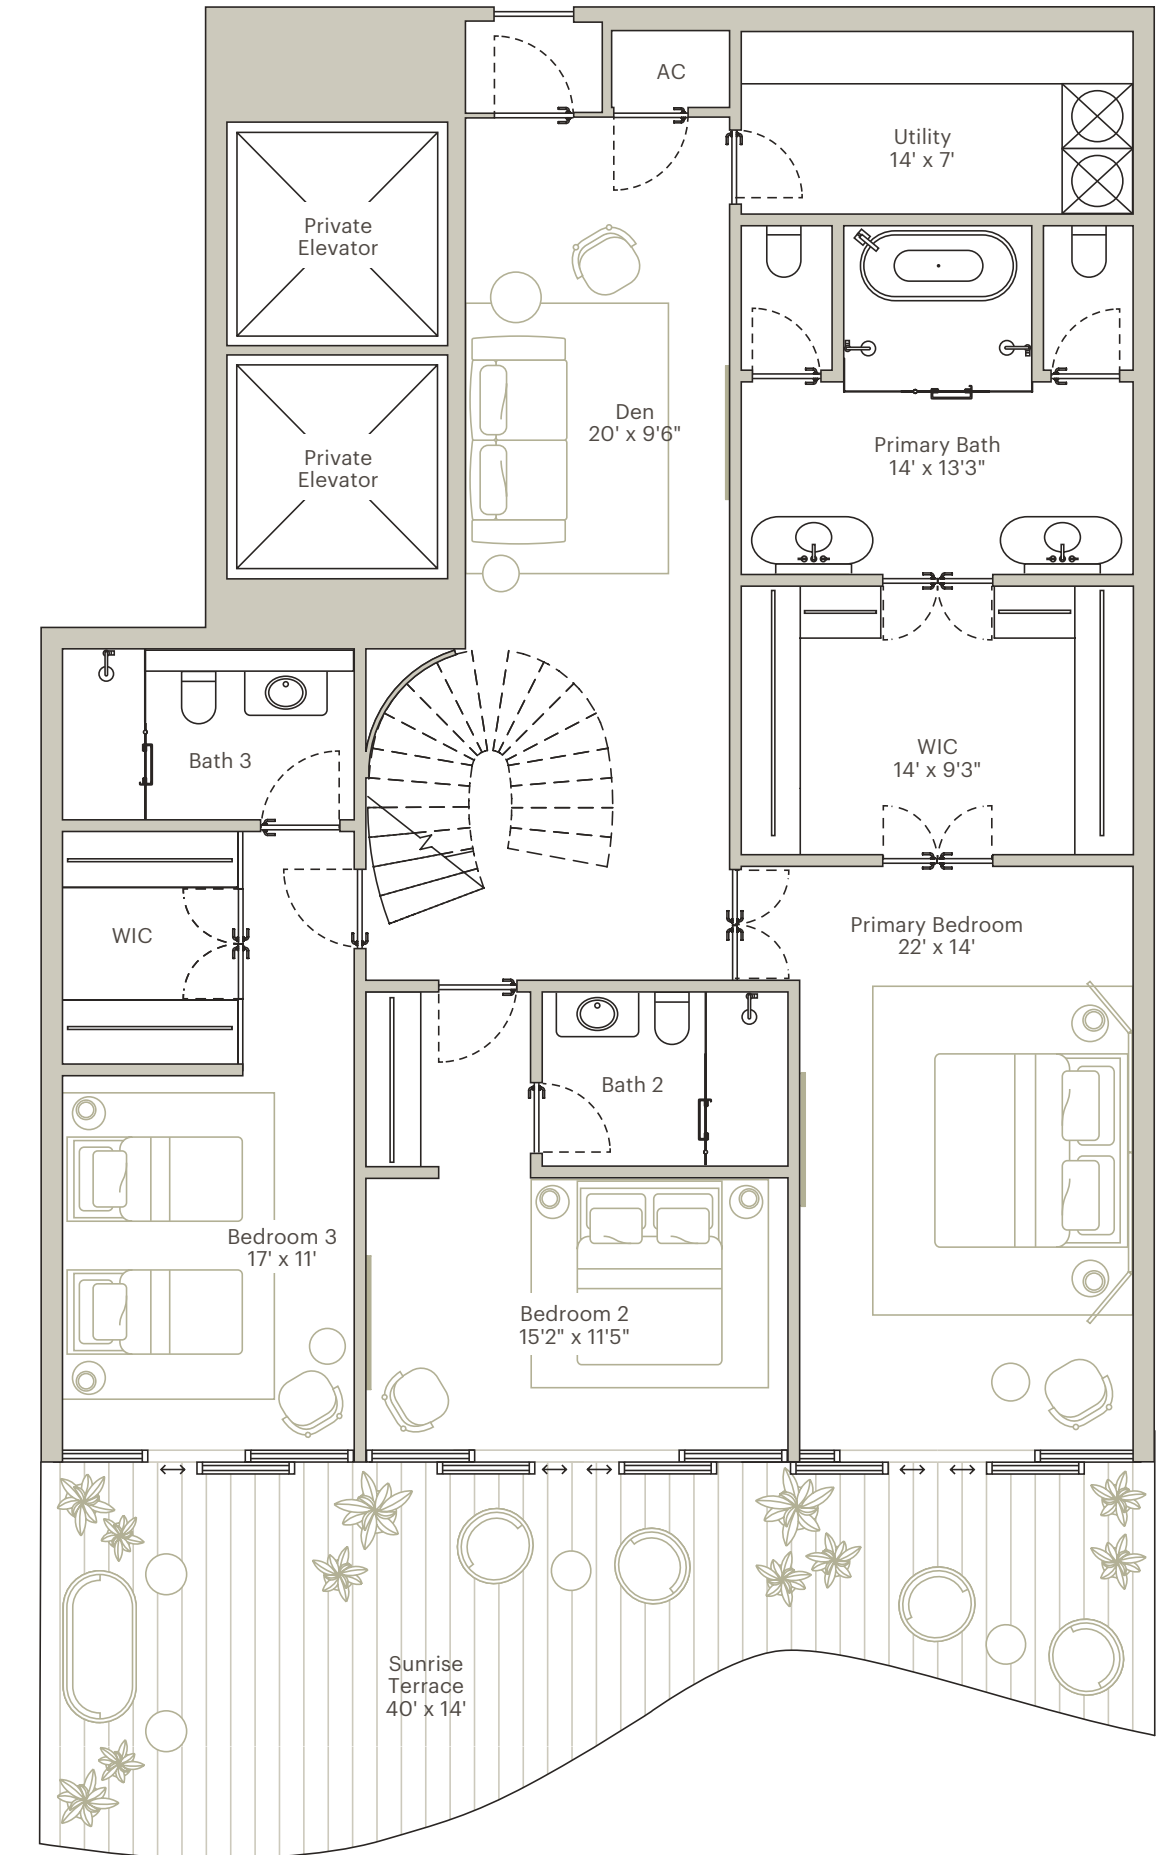 AC
Utility
14' x 7'
Private
Elevator
Den
20' x 9'6"
Private
Elevator
Primary Bath
14' x 13'3"
WIC
14' x 9'3"
Bath 3
WIC
Primary Bedroom
22' x 14'
Bath 2
Bedroom 3
17' x 11'
Bedroom 2
15'2" x 11'5"
Sunrise
Terrace
40' x 14'